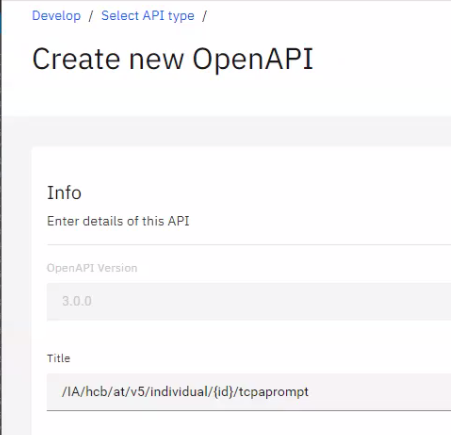 Develop / Select API type /
Create new OpenAPI
Info
Enter details of this API
OpenAPI Version
3.0.0
Title
/IA/hcb/at/v5/individual/{id}/tcpaprompt